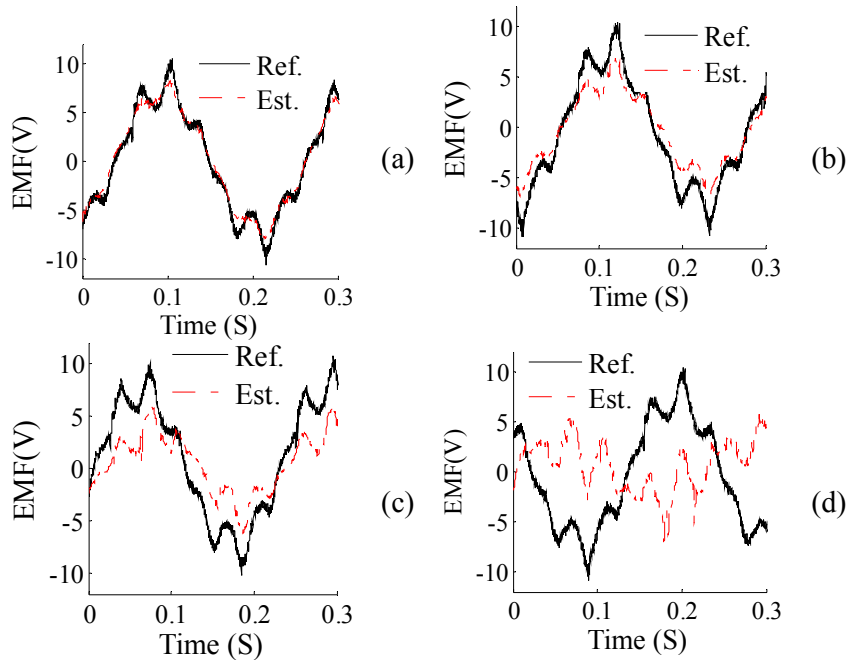 10
5
0
-5
-10
EMF(V)
Ref.
Est.
0
0.1
0.2
0.3
Time (S)
(a)
10
5
0
-5
-10
EMF(V)
Ref.
Est.
0
0.1
0.2
0.3
Time (S)
(b)
10
5
0
-5
-10
EMF(V)
Ref.
Est.
0
0.1
0.2
0.3
Time (S)
(c)
10
5
0
-5
-10
EMF(V)
Ref.
Est.
0
0.1
0.2
0.3
Time (S)
(d)